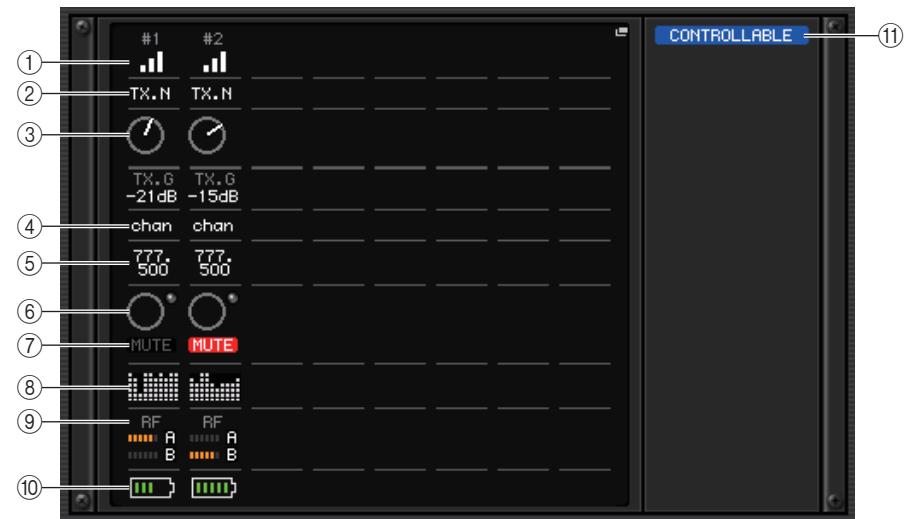 #1 #2
CONTROLLABLE
⑪
①
② TX.N TX.N
③
TX.G TX.G
-21dB -15dB
④ chan chan
⑤ 777. 777.
500 500
⑥
⑦ MUTE MUTE
⑧
⑨ RF RF
A A
B B
⑩